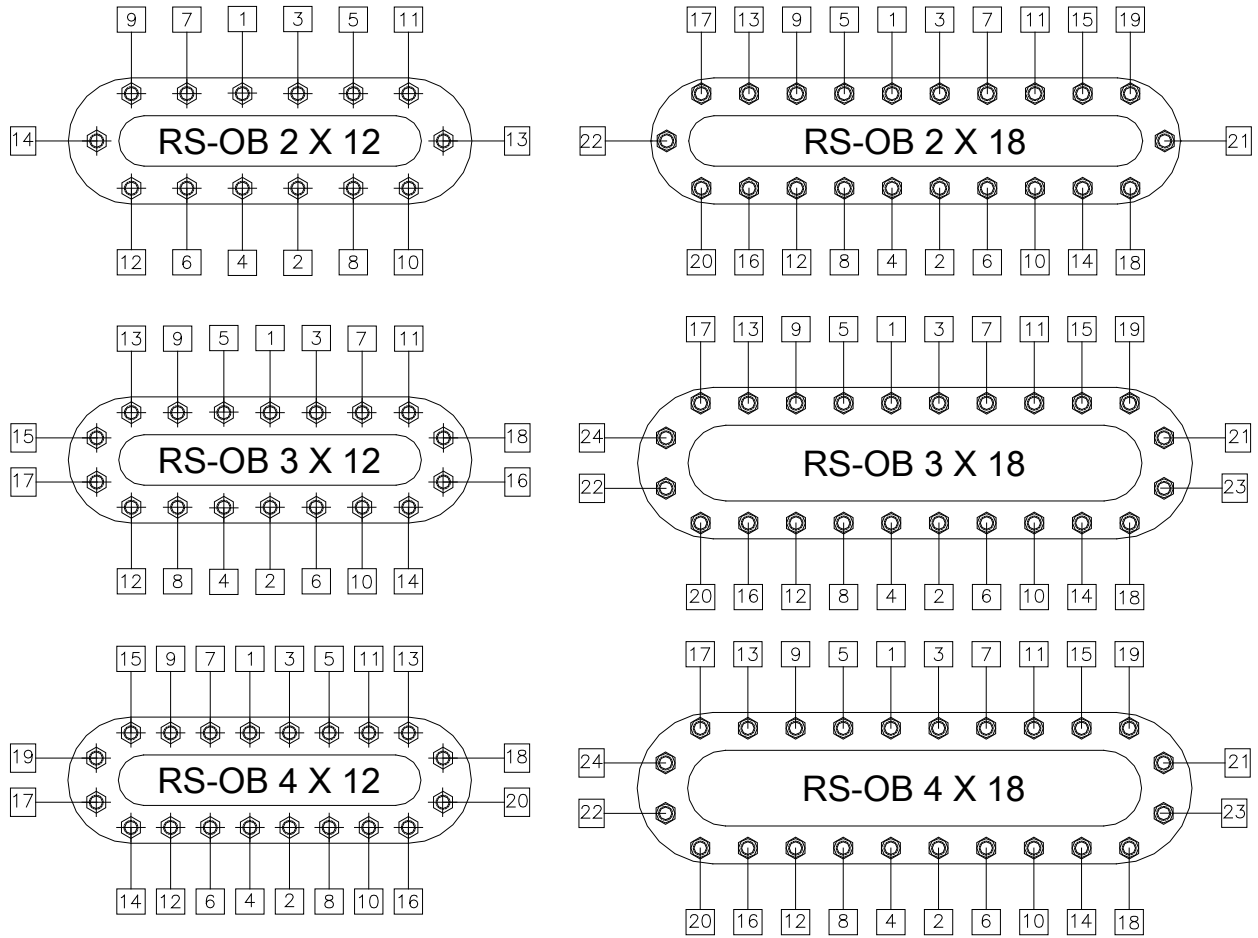 9 7 1 3 5 11
14 RS-OB 2 X 12 13
12 6 4 2 8 10
17 13 9 5 1 3 7 11 15 19
22 RS-OB 2 X 18 21
20 16 12 8 4 2 6 10 14 18
13 9 5 1 3 7 11
15 18
RS-OB 3 X 12
17 16
12 8 4 2 6 10 14
17 13 9 5 1 3 7 11 15 19
24 21
RS-OB 3 X 18
22 23
20 16 12 8 4 2 6 10 14 18
15 9 7 1 3 5 11 13
19 18
RS-OB 4 X 12
17 20
14 12 6 4 2 8 10 16
17 13 9 5 1 3 7 11 15 19
24 21
RS-OB 4 X 18
22 23
20 16 12 8 4 2 6 10 14 18